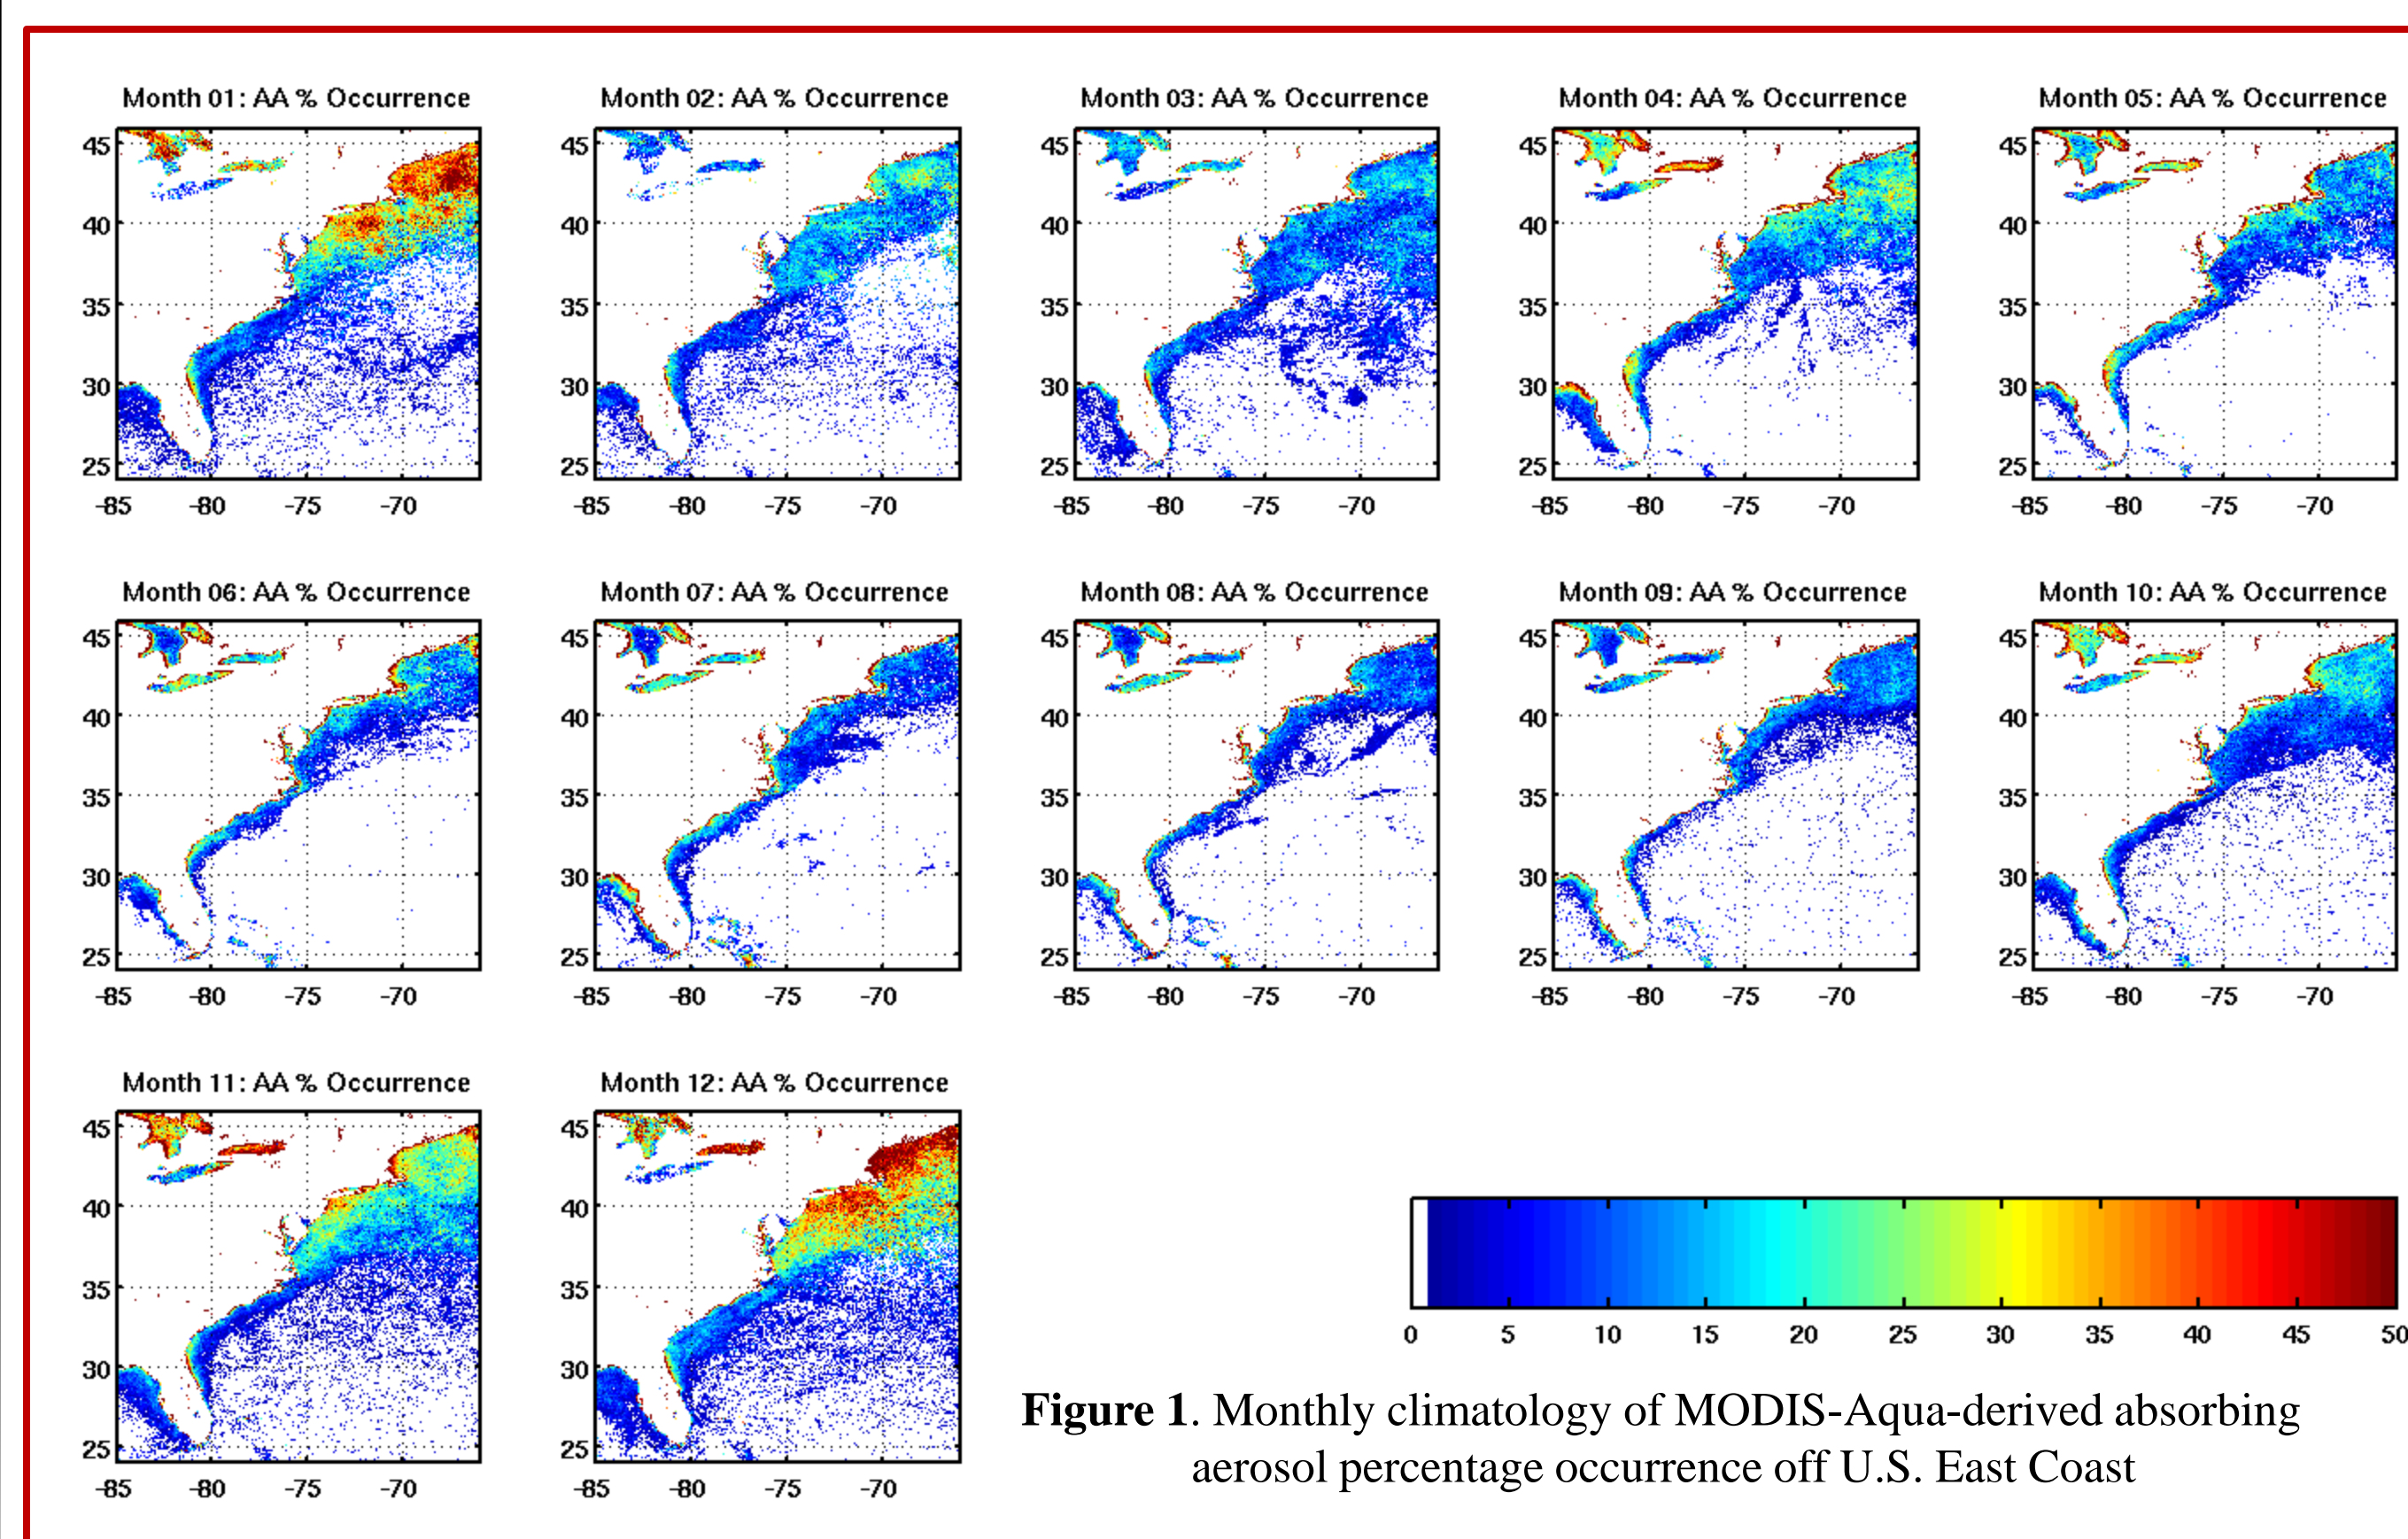 Month 01: AA % Occurrence
Month 02: AA % Occurrence
Month 03: AA % Occurrence
Month 04: AA % Occurrence
Month 05: AA % Occurrence
45 45 45 45 45
40 40 40 40 40
35 35 35 35 35
30 30 30 30 30
25 25 25 25 25
-85 -80 -75 -70 -85 -80 -75 -70 -85 -80 -75 -70 -85 -80 -75 -70 -85 -80 -75 -70
Month 06: AA % Occurrence
Month 07: AA % Occurrence
Month 08: AA % Occurrence
Month 09: AA % Occurrence
Month 10: AA % Occurrence
45 45 45 45 45
40 40 40 40 40
35 35 35 35 35
30 30 30 30 30
25 25 25 25 25
-85 -80 -75 -70 -85 -80 -75 -70 -85 -80 -75 -70 -85 -80 -75 -70 -85 -80 -75 -70
Month 11: AA % Occurrence
Month 12: AA % Occurrence
45 45
40 40
35 35
30 30
25 25
-85 -80 -75 -70 -85 -80 -75 -70
0 5 10 15 20 25 30 35 40 45 50
Figure 1. Monthly climatology of MODIS-Aqua-derived absorbing
aerosol percentage occurrence off U.S. East Coast